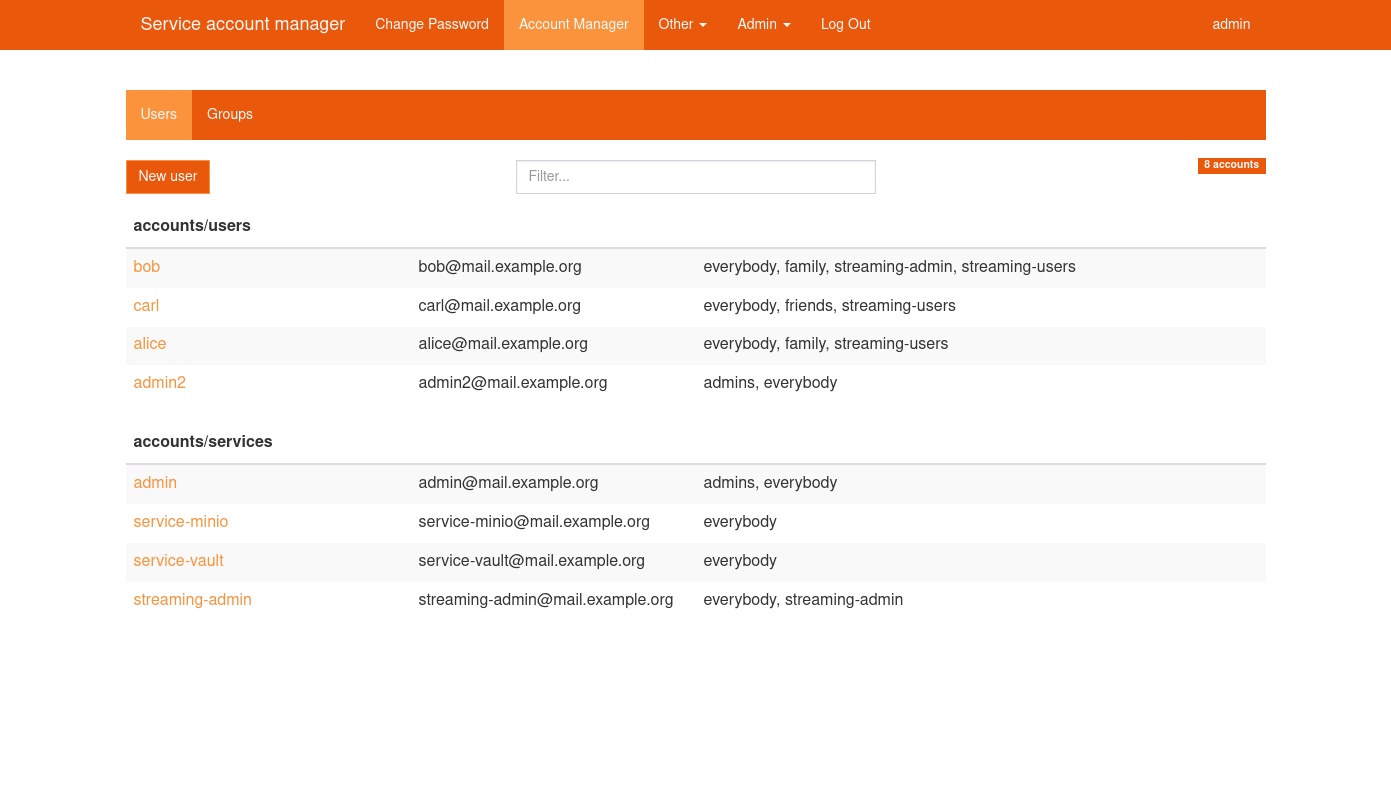 Service account manager Change Password Account Manager Other Admin Log Out admin
Users Groups
New user Filter... 8 accounts
accounts/users
bob bob@mail.example.org everybody, family, streaming-admin, streaming-users
carl carl@mail.example.org everybody, friends, streaming-users
alice alice@mail.example.org everybody, family, streaming-users
admin2 admin2@mail.example.org admins, everybody
accounts/services
admin admin@mail.example.org admins, everybody
service-minio service-minio@mail.example.org everybody
service-vault service-vault@mail.example.org everybody
streaming-admin streaming-admin@mail.example.org everybody, streaming-admin